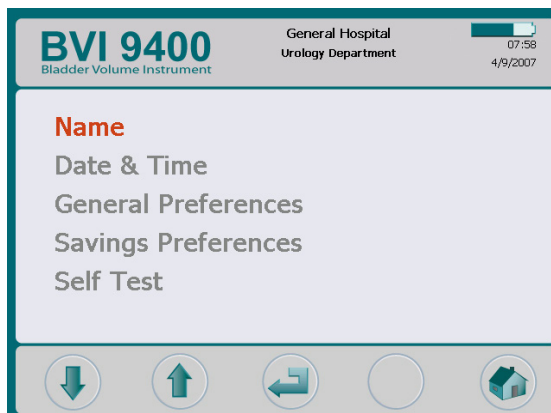 BVI 9400
Bladder Volume Instrument
General Hospital
Urology Department
07:58
4/9/2007
Name
Date & Time
General Preferences
Savings Preferences
Self Test